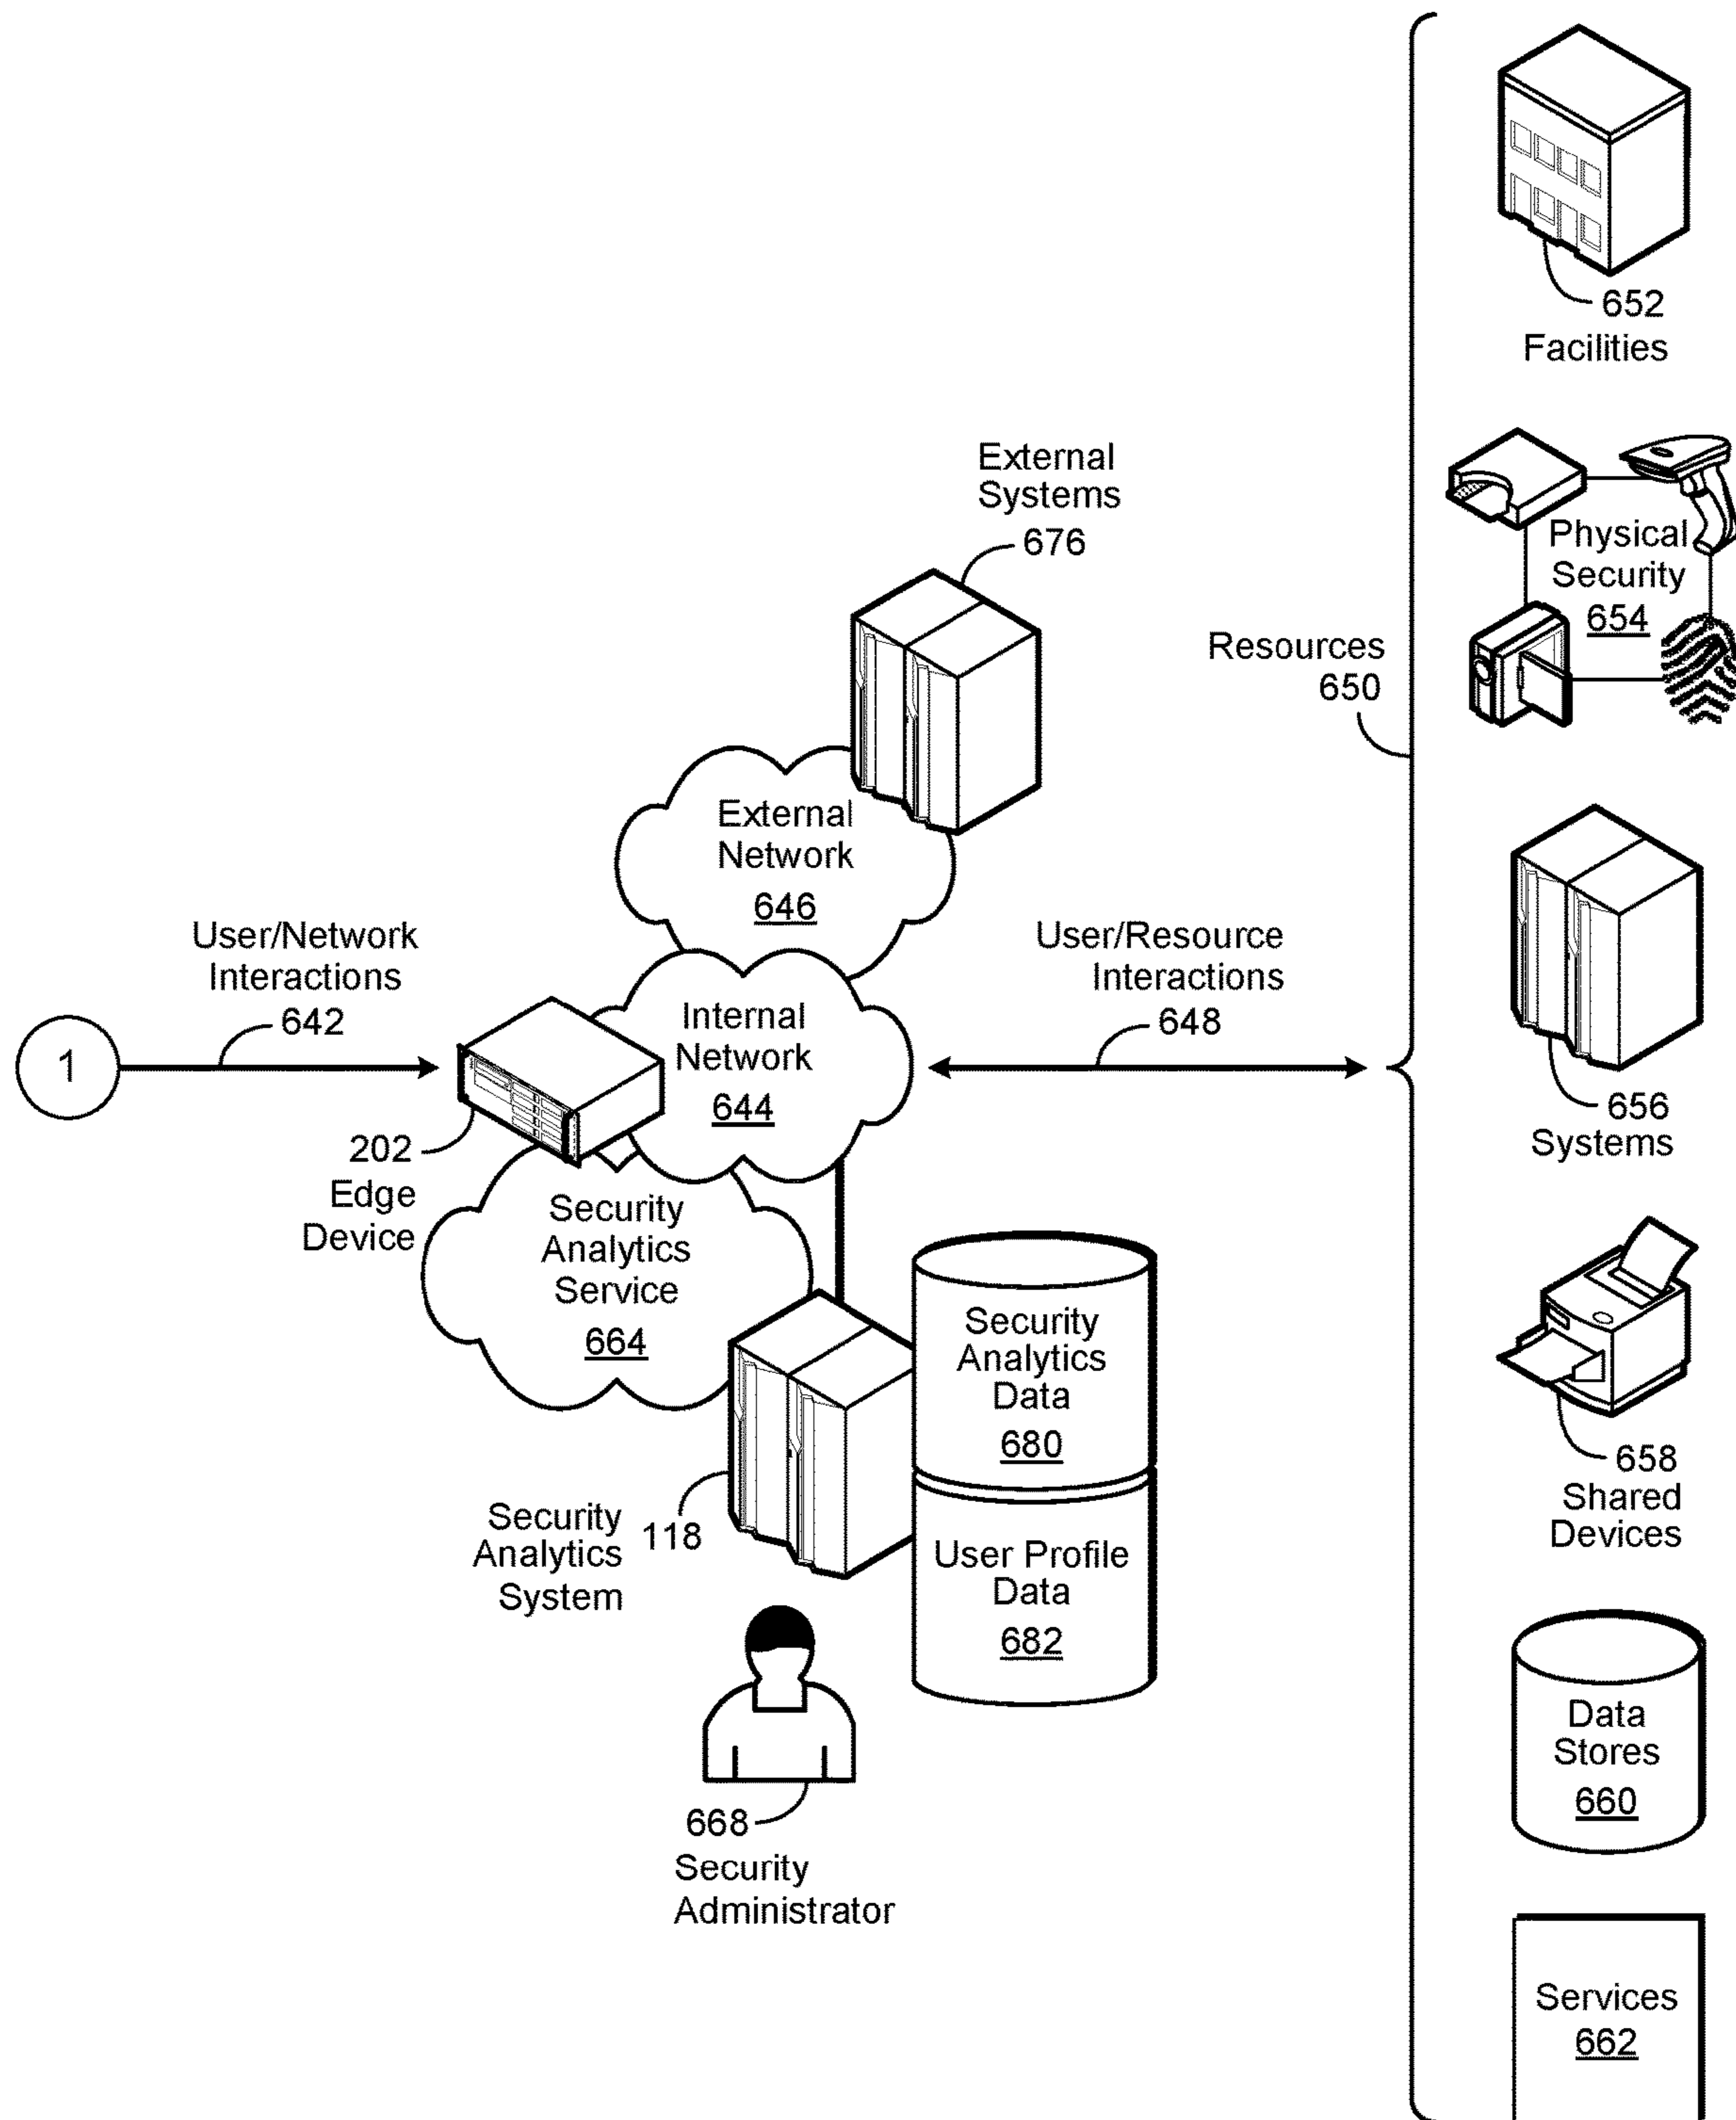 652
Facilities
External
Systems
676
Physical
Security
654
Resources
650
External
Network
646
User/Network
Interactions
642
User/Resource
Interactions
648
1
Internal
Network
644
656
Systems
202
Edge
Device
Security
Analytics
Service
664
Security
Analytics
Data
680
658
Shared
Devices
Security
Analytics
System
118
User Profile
Data
682
Data
Stores
660
668
Security
Administrator
Services
662